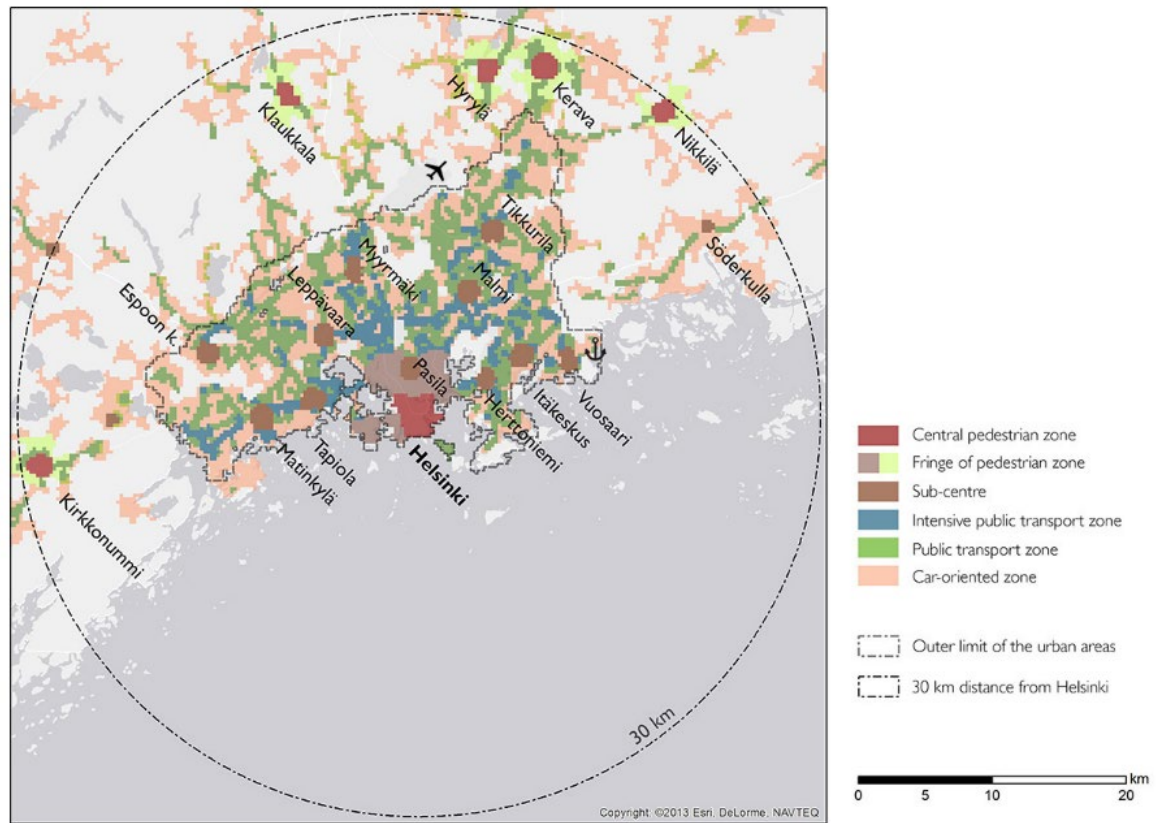 Klaukkala
Hyrylä
Kerava
Nikkilä
Tikkurila
Söderkulla
Myyrmäki
Malmi
Leppävaara
Espoon k.
Pasila
Vuosaari
Itäkeskus
Herttoniemi
Helsinki
Tapiola
Matinkylä
Kirkkonummi
30 km
Copyright: ©2013 Esri, DeLorme, NAVTEQ
Central pedestrian zone
Fringe of pedestrian zone
Sub-centre
Intensive public transport zone
Public transport zone
Car-oriented zone
Outer limit of the urban areas
30 km distance from Helsinki
km
0 5 10 20